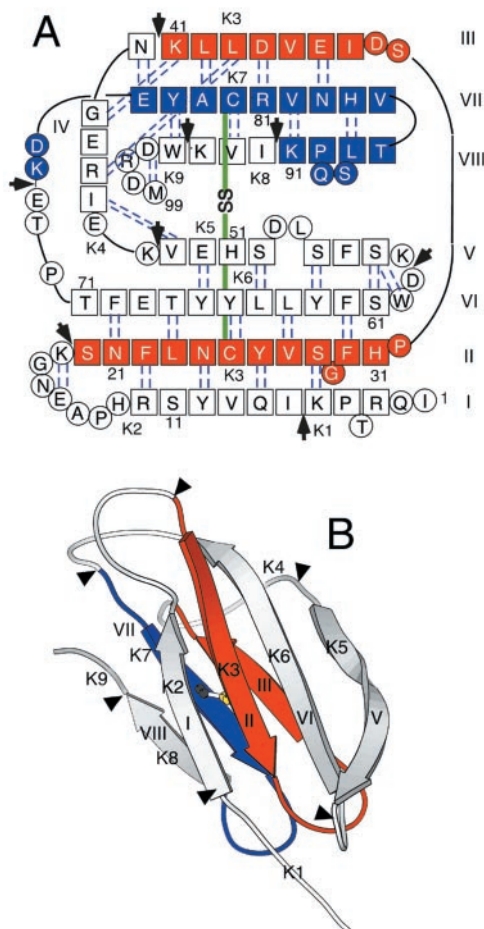 A
K3
41
N K L L D V E I D S III
K7
E Y A C R V N H V VII
IV
G
81
D R D W K V I K P L T VIII
K
E
R
R
D
M
99
K9
K8
91
Q S
SS
I
E
T
E
K4
K5
51
D L
K V E H S S F S K V
K6
D
P
71
W
T F E T Y Y L L Y F S VI
61
K S N F L N C Y V S F H P II
G
N
21
K3
G
31
E A P H R S Y V Q I K P R Q I 1 I
K2
11
K1
T
B
K4
VII
K7
K5
K9
K2
K3
K6
III
I
II
VI
V
VIII
K8
K1